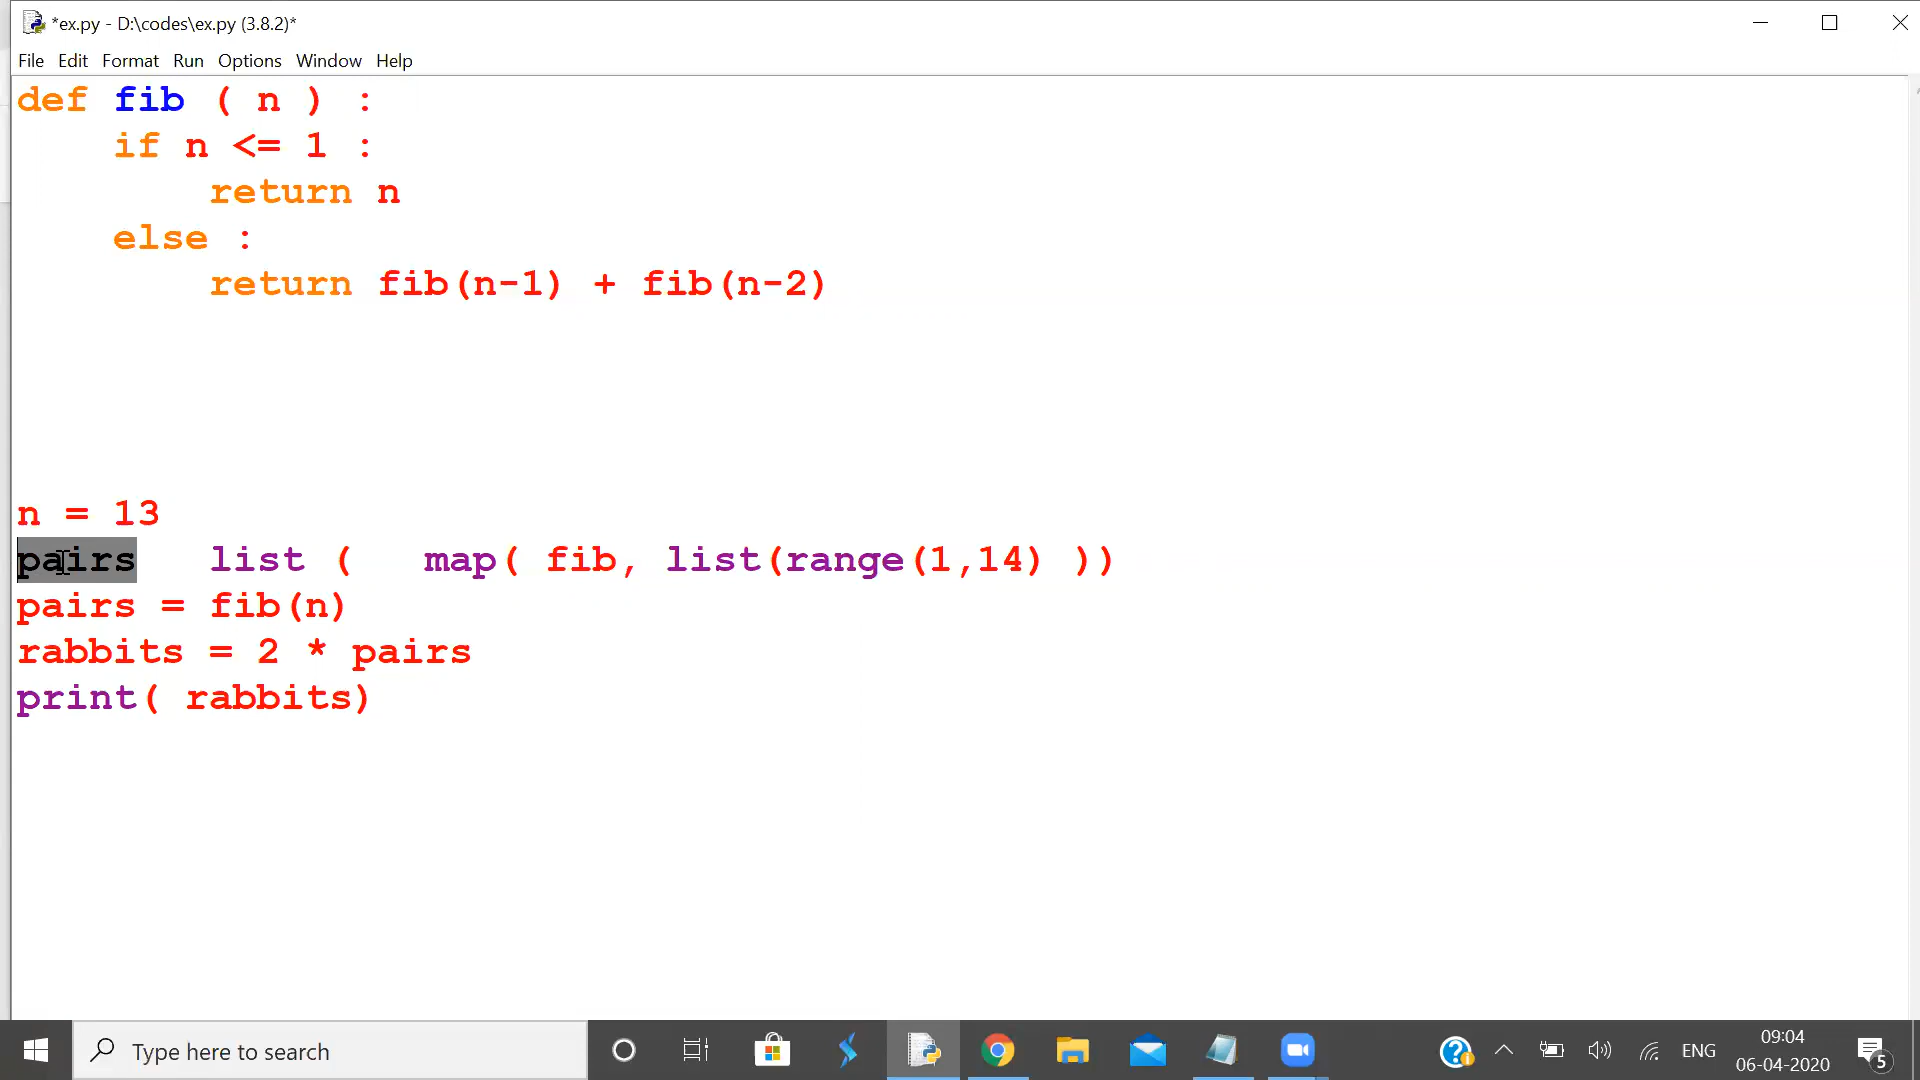 *ex.py - D:\codes\ex.py (3.8.2)*
File Edit Format Run Options Window Help
def fib ( n ) :
    if n <= 1 :
        return n
    else :
        return fib(n-1) + fib(n-2)
n = 13
pairs   list (   map( fib, list(range(1,14) ))
pairs = fib(n)
rabbits = 2 * pairs
print( rabbits)
Type here to search
ENG
09:04
06-04-2020
5